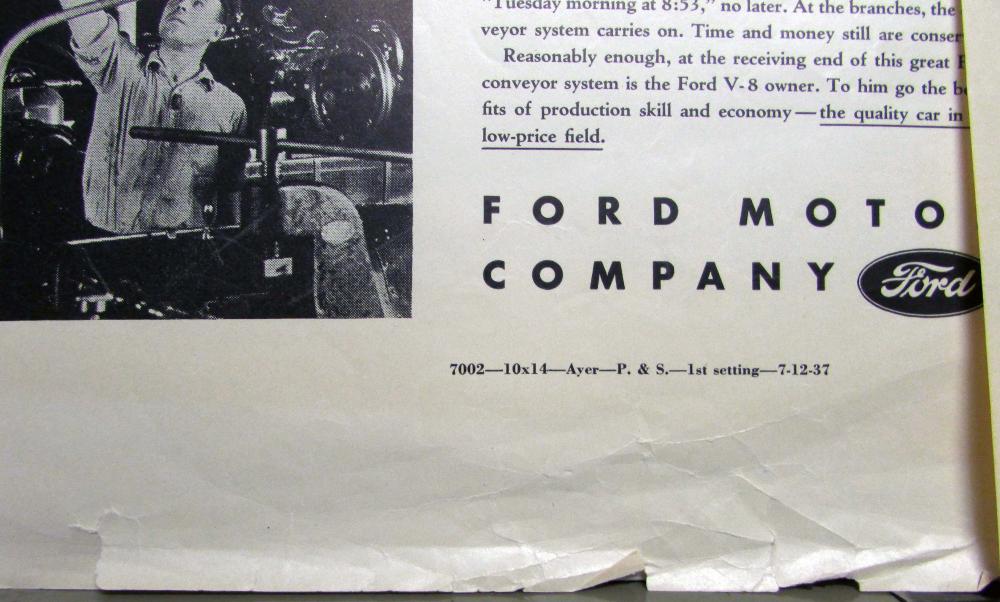 "Tuesday morning at 8:53," no later. At the branches, the
veyor system carries on. Time and money still are conser
Reasonably enough, at the receiving end of this great
conveyor system is the Ford V-8 owner. To him go the b
fits of production skill and economy—the quality car in
low-price field.
FORD MOTO
COMPANY Ford
7002—10x14—Ayer—P. & S.—1st setting—7-12-37